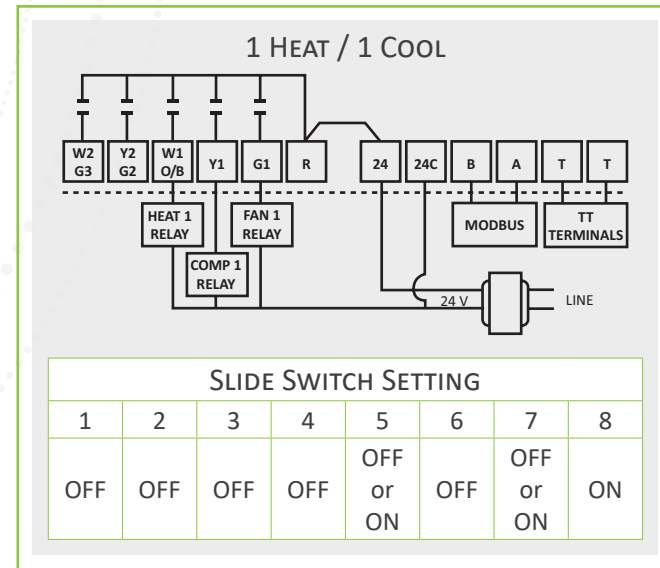 1 HEAT / 1 COOL
W2 G3
Y2 G2
W1 O/B
Y1
G1
R
24
24C
B
A
T
T
HEAT 1
RELAY
FAN 1
RELAY
MODBUS
TT
TERMINALS
COMP 1
RELAY
24 V
LINE
SLIDE SWITCH SETTING
1 2 3 4 5 6 7 8
OFF OFF OFF OFF OFF or ON OFF OFF or ON ON